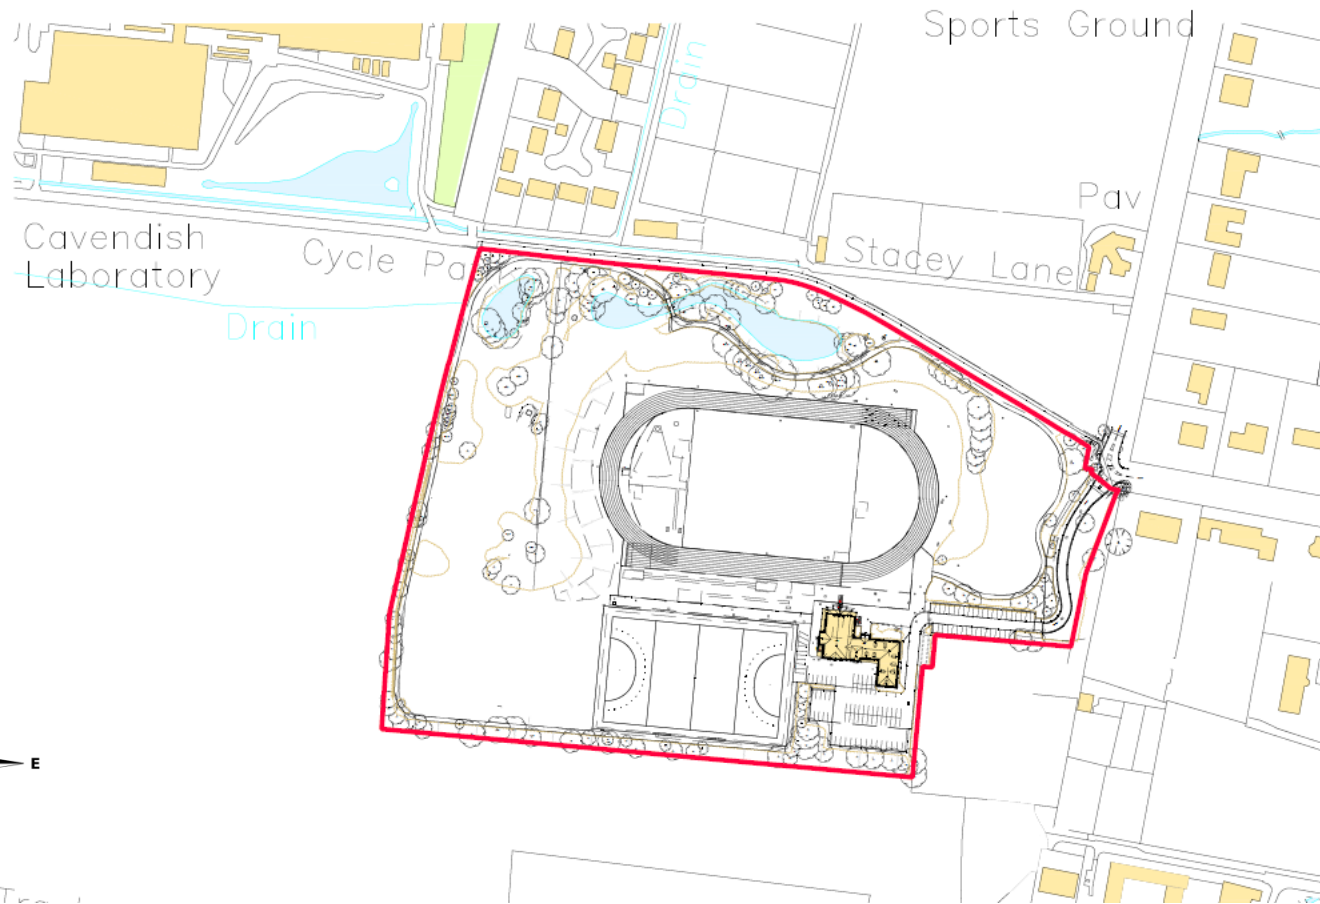 Sports Ground
Drain
Pav
Cavendish
Laboratory
Cycle Pa
Stacey Lane
Drain
E